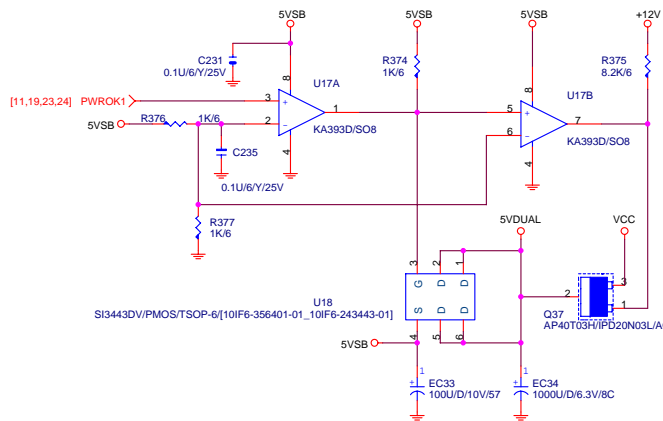 5VSB 5VSB 5VSB +12V
C231
0.1U/6/Y/25V
R374
1K/6
R375
8.2K/6
8 U17A
8 U17B
[11,19,23,24] PWROK1
3 + 1
5 + 7
5VSB R376 1K/6 2 -
6 -
KA393D/SO8
KA393D/SO8
4
4
C235
0.1U/6/Y/25V
R377
1K/6
5VDUAL VCC
3 2 1
G D D
S D D
4 5 6
2 3
1
U18
SI3443DV/PMOS/TSOP-6/[10IF6-356401-01_10IF6-243443-01]
Q37
AP40T03H/IPD20N03L/A
5VSB
1 1
EC33
100U/D/10V/57
EC34
1000U/D/6.3V/8C